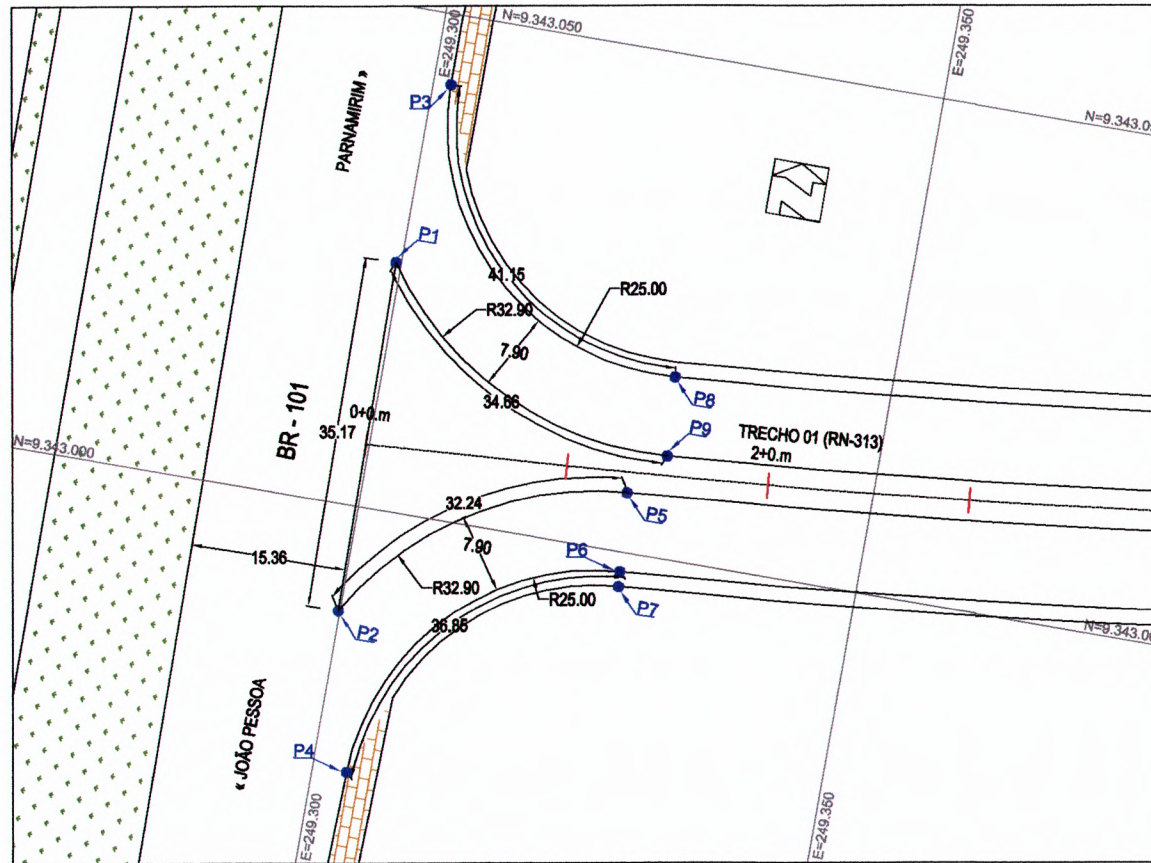 E=249.300
N=9.343.050
E=249.350
N=9.343.0
P3
PARNAMIRIM »
P1
41.15
R25.00
R32.90
7.90
34.66
P8
BR - 101
0+0.m
35.17
P9
TRECHO 01 (RN-313)
2+0.m
N=9.343.000
32.24
P5
7.90
P6
15.36
R32.90
R25.00
P7
P2
36.85
N=9.343.00
« JOÃO PESSOA
P4
E=249.300
E=249.350